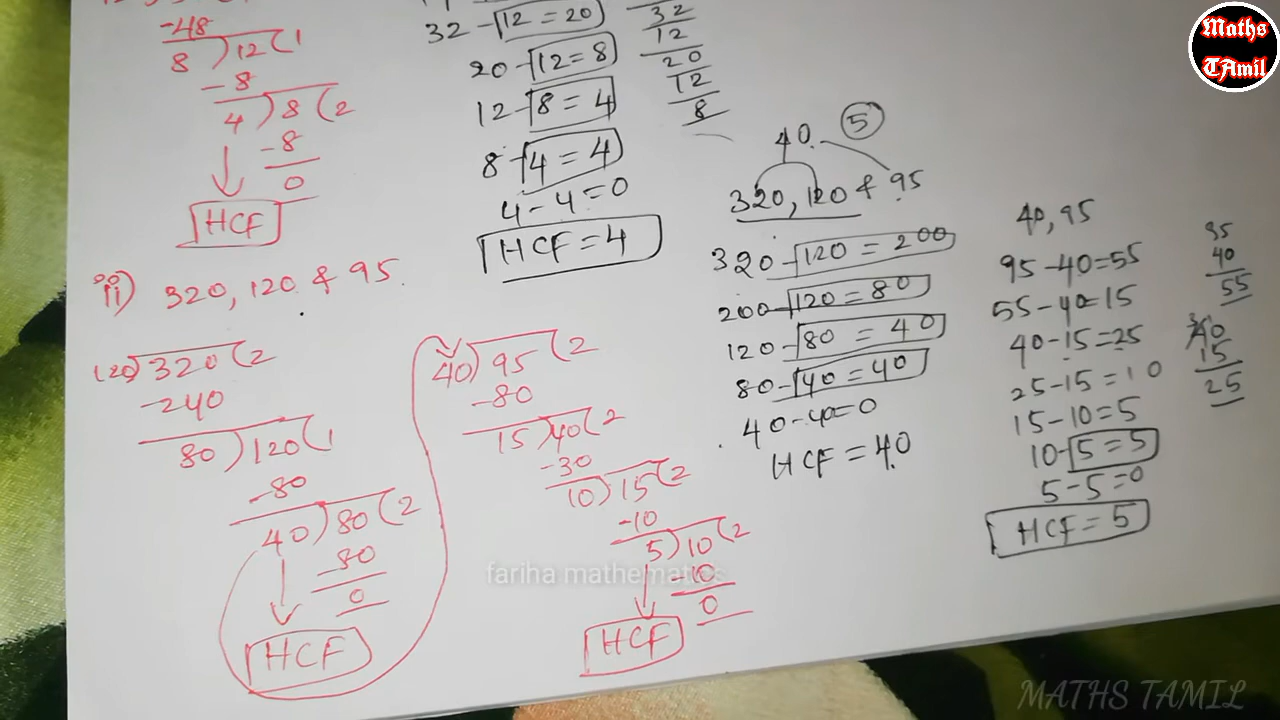 -48
8 ) 12 ( 1
-8
4 ) 8 ( 2
-8
0
HCF
32 - 12 = 20
20 - 12 = 8
12 - 8 = 4
8 - 4 = 4
4 - 4 = 0
HCF = 4
32
12
20
12
8
Maths
TAmil
ii) 320, 120 & 95.
120 ) 320 ( 2
-240
80 ) 120 ( 1
-80
40 ) 80 ( 2
-80
0
HCF
40 ) 95 ( 2
-80
15 ) 40 ( 2
-30
10 ) 15 ( 2
-10
5 ) 10 ( 2
-10
0
HCF
40. 5
320, 120 & 95
320 - 120 = 200
200 - 120 = 80
120 - 80 = 40
80 - 40 = 40
40 - 40 = 0
HCF = 40
40, 95
95 - 40 = 55
55 - 40 = 15
40 - 15 = 25
25 - 15 = 10
15 - 10 = 5
10 - 5 = 5
5 - 5 = 0
HCF = 5
95
40
55
40
15
25
fariha mathematics
MATHS TAMIL